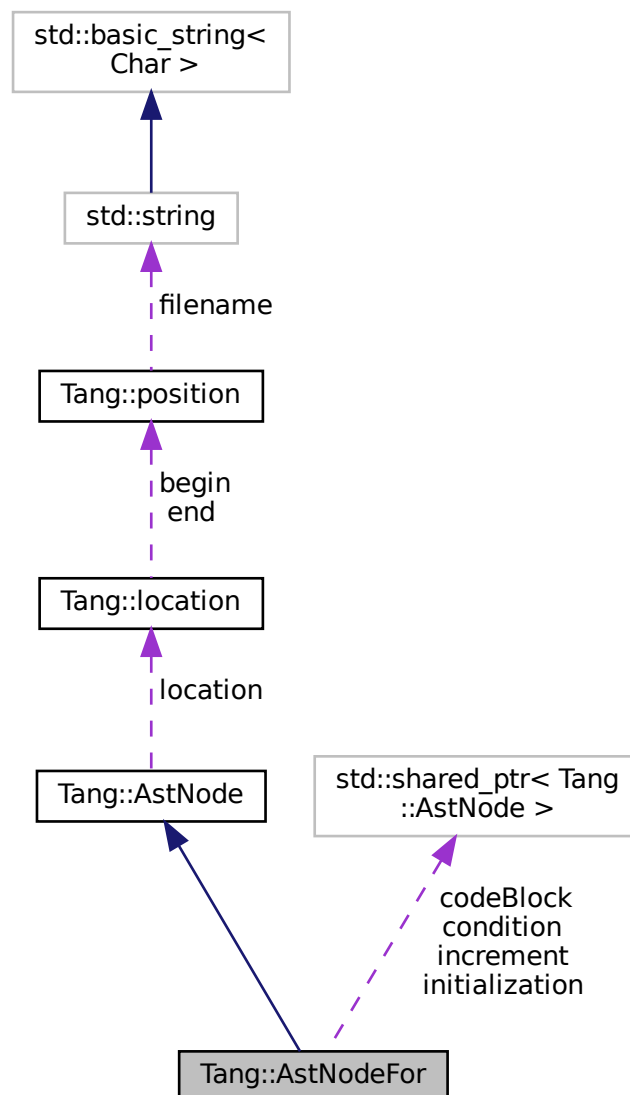 std::basic_string<
Char >
std::string
filename
Tang::position
begin
end
Tang::location
location
Tang::AstNode
std::shared_ptr< Tang
::AstNode >
codeBlock
condition
increment
initialization
Tang::AstNodeFor